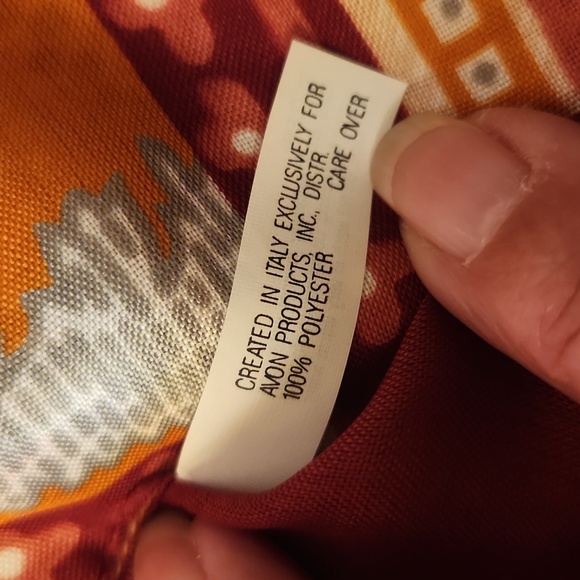 CREATED IN ITALY EXCLUSIVELY FOR
AVON PRODUCTS, INC., DISTR.
100% POLYESTER
CARE OVER